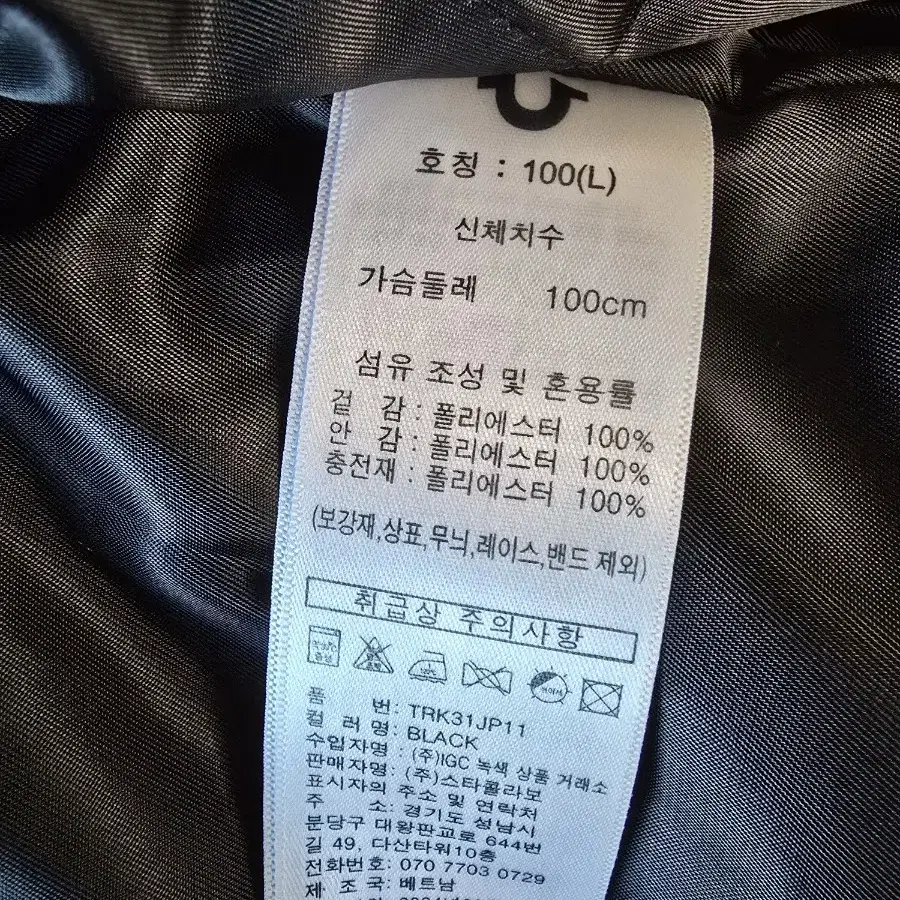 호칭 : 100(L)
신체치수
가슴둘레 100cm
섬유 조성 및 혼용률
겉 감 : 폴리에스터 100%
안 감 : 폴리에스터 100%
충전재 : 폴리에스터 100%
(보강재,상표,무늬,레이스,밴드 제외)
취급상 주의사항
품 번: TRK31JP11
컬 러 명: BLACK
수입자명 : (주)IGC 녹색 상품 거래소
판매자명: (주)스타콜라보
표시자의 주소 및 연락처
주 소: 경기도 성남시
분당구 대왕판교로 644번
길 49, 다산타워10층
전화번호: 070 7703 0729
제 조 국: 베트남